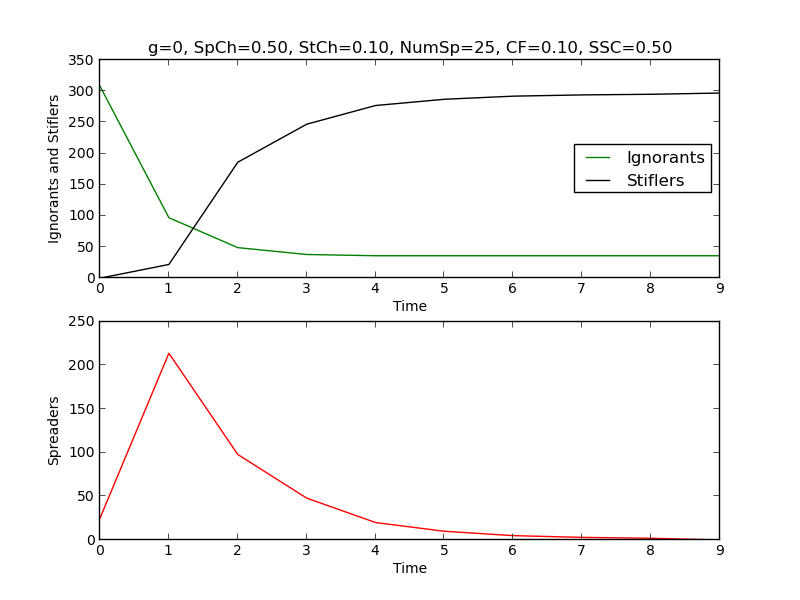 g=0, SpCh=0.50, StCh=0.10, NumSp=25, CF=0.10, SSC=0.50
Ignorants and Stiflers
350
300
250
200
150
100
50
0
Ignorants
Stiflers
0 1 2 3 4 5 6 7 8 9
Time
Spreaders
250
200
150
100
50
0
0 1 2 3 4 5 6 7 8 9
Time